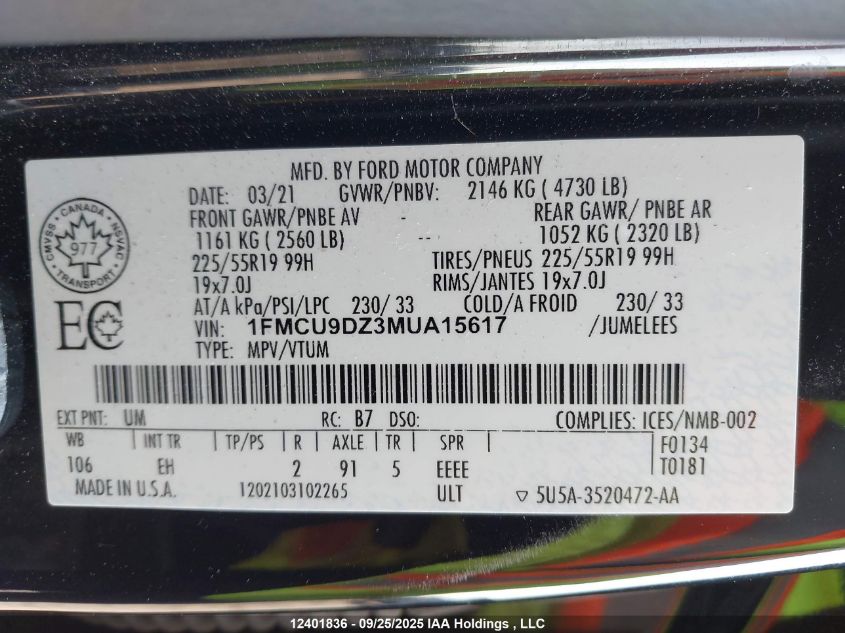 MFD. BY FORD MOTOR COMPANY
DATE: 03/21 GVWR/PNBV: 2146 KG ( 4730 LB)
FRONT GAWR/PNBE AV - REAR GAWR/ PNBE AR
1161 KG ( 2560 LB) -- 1052 KG ( 2320 LB)
225/55R19 99H TIRES/PNEUS 225/55R19 99H
19x7.0J RIMS/JANTES 19x7.0J
AT/A kPa/PSI/LPC 230/ 33 COLD/A FROID 230/ 33
VIN: 1FMCU9DZ3MUA15617 /JUMELEES
TYPE: MPV/VTUM
CANADA
CMVSS NSVAC
977
TRANSPORT
EC
EXT PNT: UM RC: B7 DSO: COMPLIES: ICES/NMB-002
WB INT TR TP/PS R AXLE TR SPR F0134
106 EH 2 91 5 EEEE T0181
MADE IN U.S.A. 1202103102265 ULT ▽ 5U5A-3520472-AA
12401836 - 09/25/2025 IAA Holdings , LLC